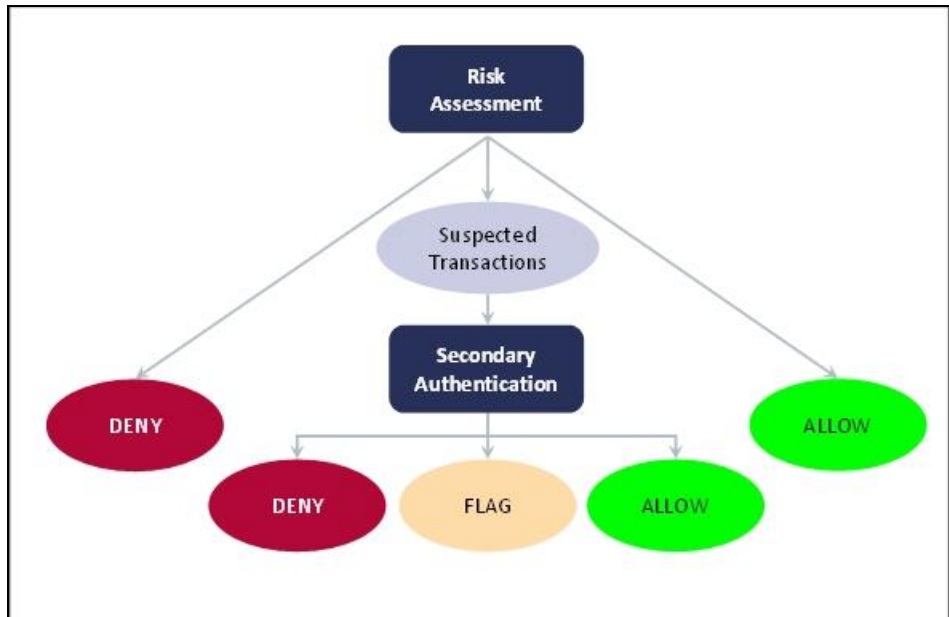 Risk
Assessment
Suspected
Transactions
Secondary
Authentication
DENY
ALLOW
DENY
FLAG
ALLOW